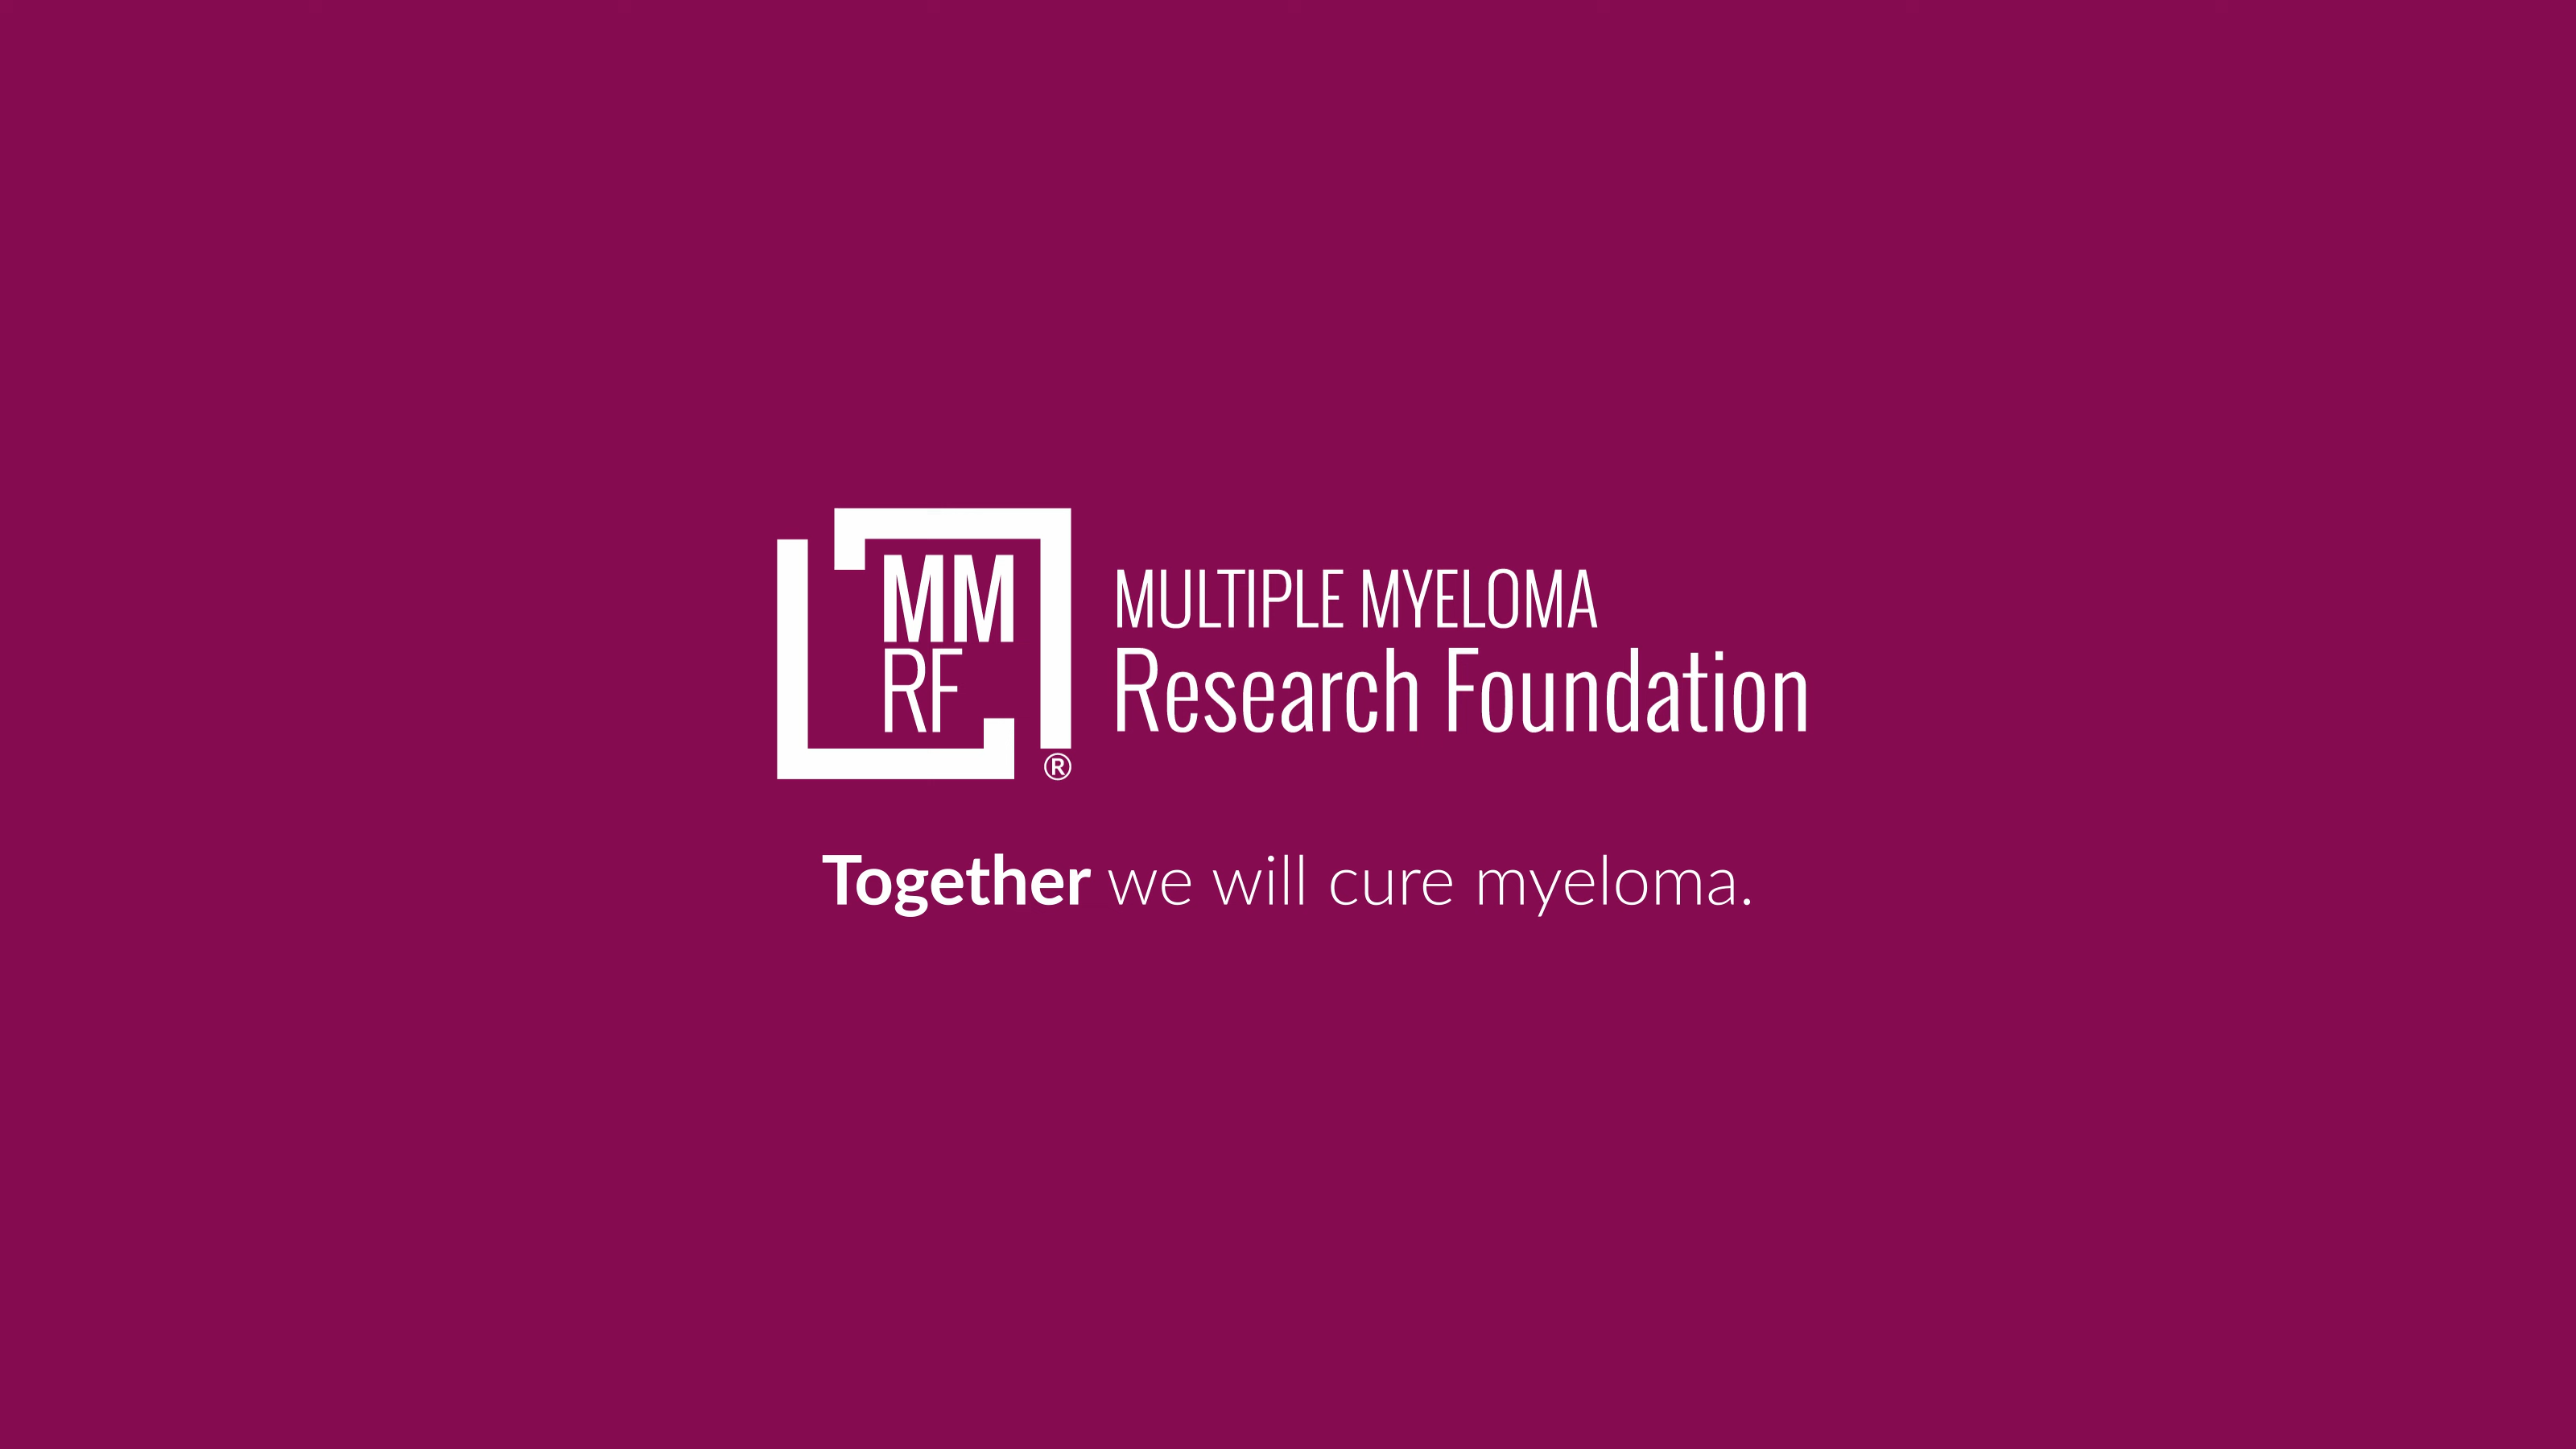 MM
RF
®
MULTIPLE MYELOMA
Research Foundation
Together we will cure myeloma.